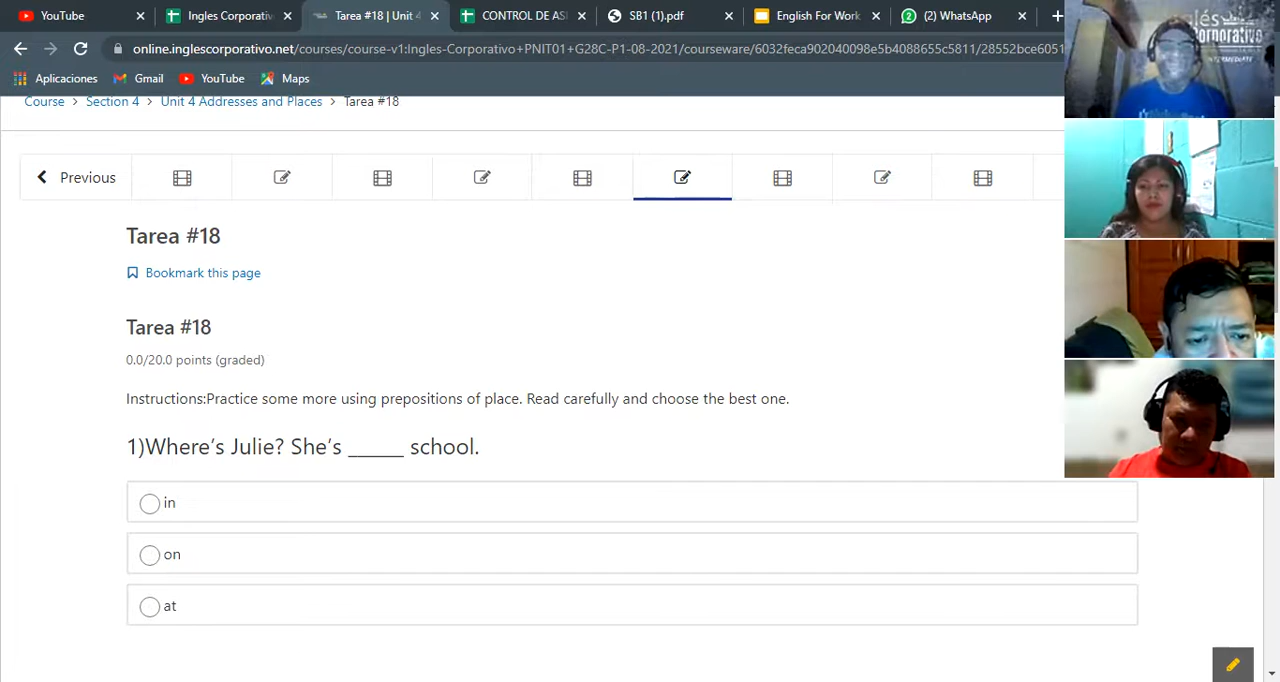 YouTube
Ingles Corporativ
Tarea #18 | Unit 4
CONTROL DE ASI
SB1 (1).pdf
English For Work
(2) WhatsApp
online.inglescorporativo.net/courses/course-v1:Ingles-Corporativo+PNIT01+G28C-P1-08-2021/courseware/6032feca902040098e5b4088655c5811/28552bce6051
Aplicaciones
Gmail
YouTube
Maps
Course > Section 4 > Unit 4 Addresses and Places > Tarea #18
Previous
Tarea #18
Bookmark this page
Tarea #18
0.0/20.0 points (graded)
Instructions:Practice some more using prepositions of place. Read carefully and choose the best one.
1)Where's Julie? She's ______ school.
in
on
at
INTERMEDIATE